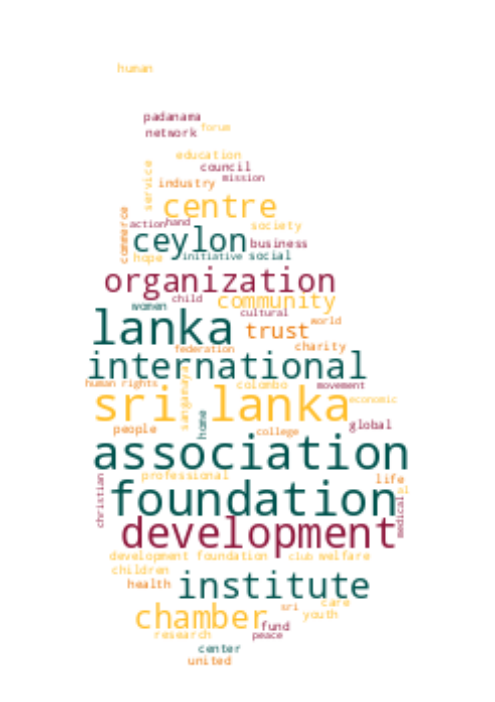 human
padanama
network forum
education
service council
mission
industry
centre
commerce action hand society
ceylon business
hope initiative social
organization
women child community
cultural
lanka trust world
federation charity
international
human rights sangamaya colombo movement
sri lanka economic
people home college global
association
professional life
christian foundation al medical
development
development foundation club welfare
children
health institute
chamber sri care
youth
research fund
peace
center
united